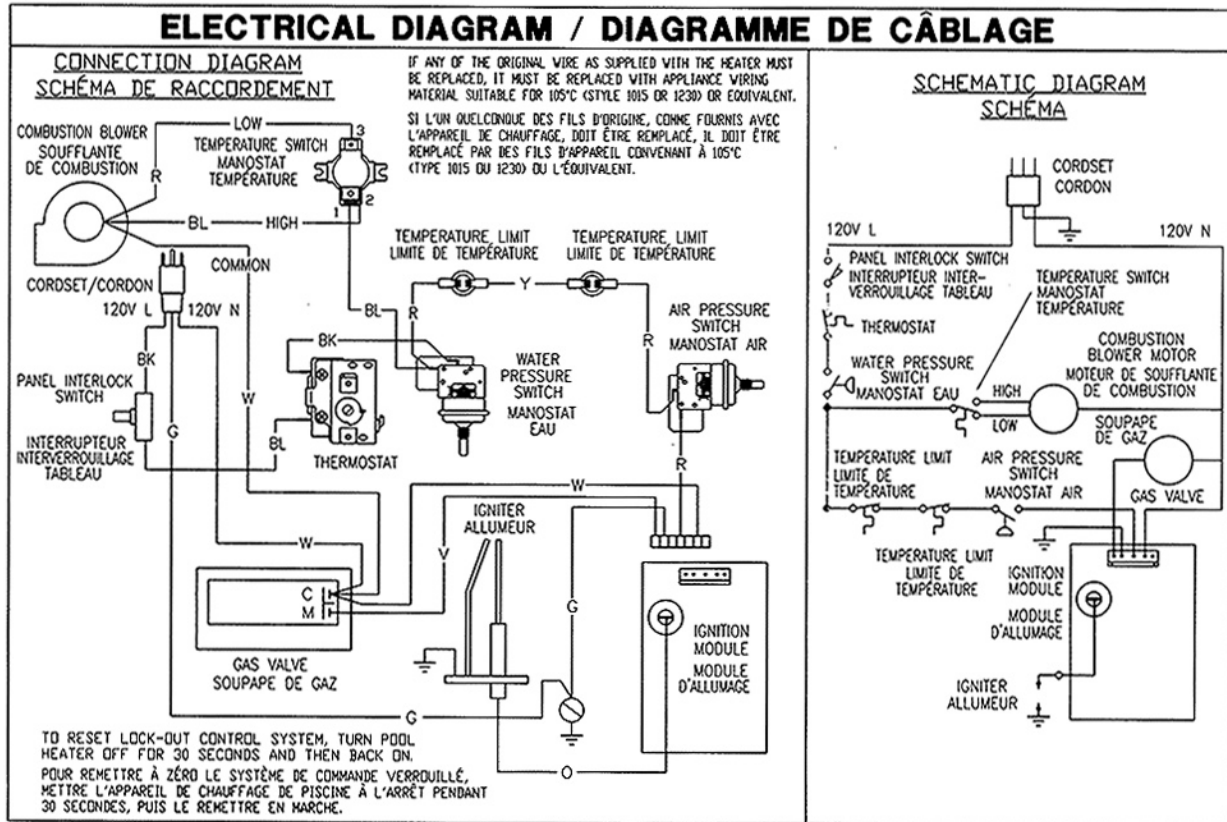 ELECTRICAL DIAGRAM / DIAGRAMME DE CÂBLAGE
CONNECTION DIAGRAM
SCHÉMA DE RACCORDEMENT
IF ANY OF THE ORIGINAL WIRE AS SUPPLIED WITH THE HEATER MUST
BE REPLACED, IT MUST BE REPLACED WITH APPLIANCE WIRING
MATERIAL SUITABLE FOR 105°C (STYLE 1015 OR 1230) OR EQUIVALENT.
SI L'UN QUELCONQUE DES FILS D'ORIGINE, COMME FOURNIS AVEC
L'APPAREIL DE CHAUFFAGE, DOIT ÊTRE REMPLACÉ, IL DOIT ÊTRE
REMPLACÉ PAR DES FILS D'APPAREIL CONVENANT À 105°C
(TYPE 1015 OU 1230) OU L'ÉQUIVALENT.
COMBUSTION BLOWER
SOUFFLANTE
DE COMBUSTION
LOW
3
TEMPERATURE SWITCH
MANOSTAT
TEMPÉRATURE
R
BL
HIGH
1
2
COMMON
CORDSET/CORDON
120V L
120V N
TEMPERATURE LIMIT
LIMITE DE TEMPÉRATURE
TEMPERATURE LIMIT
LIMITE DE TEMPÉRATURE
Y
BL
R
R
AIR PRESSURE
SWITCH
MANOSTAT AIR
BK
BK
WATER
PRESSURE
SWITCH
MANOSTAT
EAU
PANEL INTERLOCK
SWITCH
INTERRUPTEUR
INTERVERROUILLAGE
TABLEAU
G
W
BL
THERMOSTAT
R
W
IGNITER
ALLUMEUR
W
V
G
C
M
GAS VALVE
SOUPAPE DE GAZ
IGNITION
MODULE
MODULE
D'ALLUMAGE
G
O
TO RESET LOCK-OUT CONTROL SYSTEM, TURN POOL
HEATER OFF FOR 30 SECONDS AND THEN BACK ON.
POUR REMETTRE À ZÉRO LE SYSTÈME DE COMMANDE VERROUILLÉ,
METTRE L'APPAREIL DE CHAUFFAGE DE PISCINE À L'ARRÊT PENDANT
30 SECONDES, PUIS LE REMETTRE EN MARCHE.
SCHEMATIC DIAGRAM
SCHÉMA
CORDSET
CORDON
120V L
120V N
PANEL INTERLOCK SWITCH
INTERRUPTEUR INTER-
VERROUILLAGE TABLEAU
TEMPERATURE SWITCH
MANOSTAT
TEMPÉRATURE
THERMOSTAT
COMBUSTION
BLOWER MOTOR
MOTEUR DE SOUFFLANTE
DE COMBUSTION
WATER PRESSURE
SWITCH
MANOSTAT EAU
HIGH
LOW
SOUPAPE
DE GAZ
TEMPERATURE LIMIT
LIMITE DE
TEMPÉRATURE
AIR PRESSURE
SWITCH
MANOSTAT AIR
GAS VALVE
TEMPERATURE LIMIT
LIMITE DE
TEMPÉRATURE
IGNITION
MODULE
MODULE
D'ALLUMAGE
IGNITER
ALLUMEUR